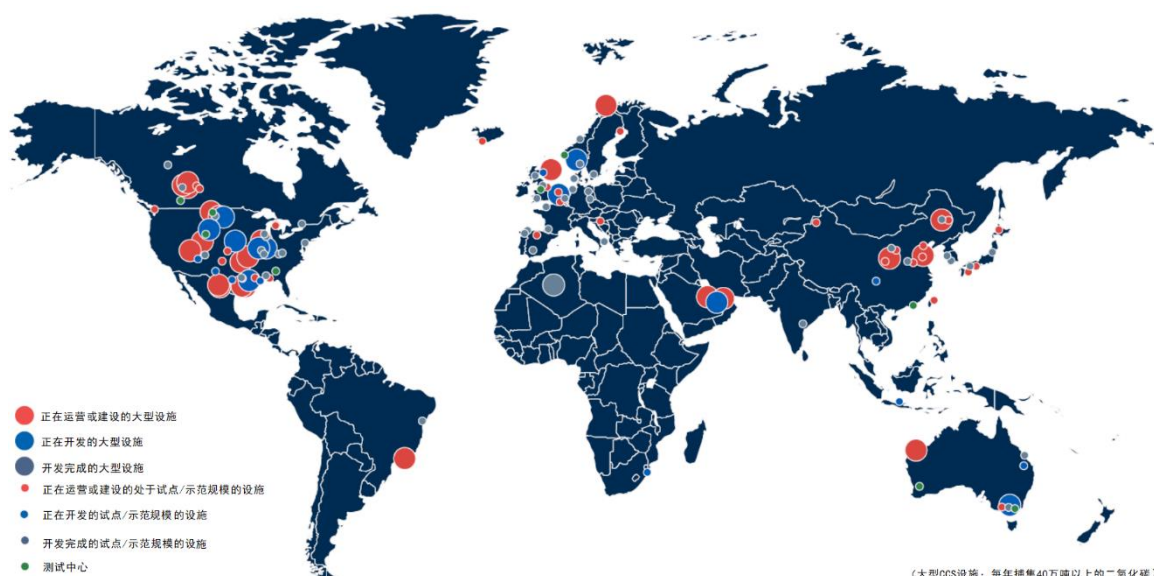 正在运营或建设的大型设施
正在开发的大型设施
开发完成的大型设施
正在运营或建设的处于试点/示范规模的设施
正在开发的试点/示范规模的设施
开发完成的试点/示范规模的设施
测试中心
(大型CCS设施：每年捕集40万吨以上的二氧化碳)